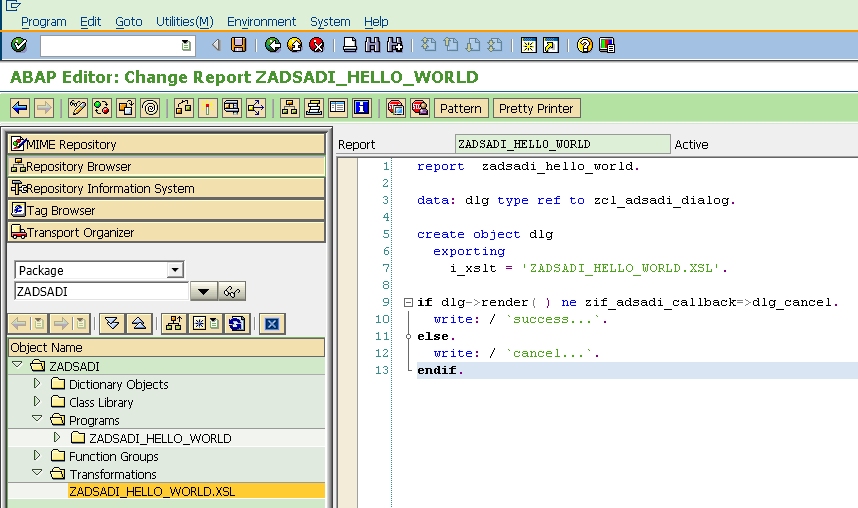 Program Edit Goto Utilities(M) Environment System Help
ABAP Editor: Change Report ZADSADI_HELLO_WORLD
Pattern Pretty Printer
MIME Repository
Repository Browser
Repository Information System
Tag Browser
Transport Organizer
Package
ZADSADI
Object Name
ZADSADI
Dictionary Objects
Class Library
Programs
ZADSADI_HELLO_WORLD
Function Groups
Transformations
ZADSADI_HELLO_WORLD.XSL
Report ZADSADI_HELLO_WORLD Active
1 report zadsadi_hello_world.
2
3 data: dlg type ref to zcl_adsadi_dialog.
4
5 create object dlg
6 exporting
7 i_xslt = 'ZADSADI_HELLO_WORLD.XSL'.
8
9 if dlg->render( ) ne zif_adsadi_callback=>dlg_cancel.
10 write: / `success...`.
11 else.
12 write: / `cancel...`.
13 endif.